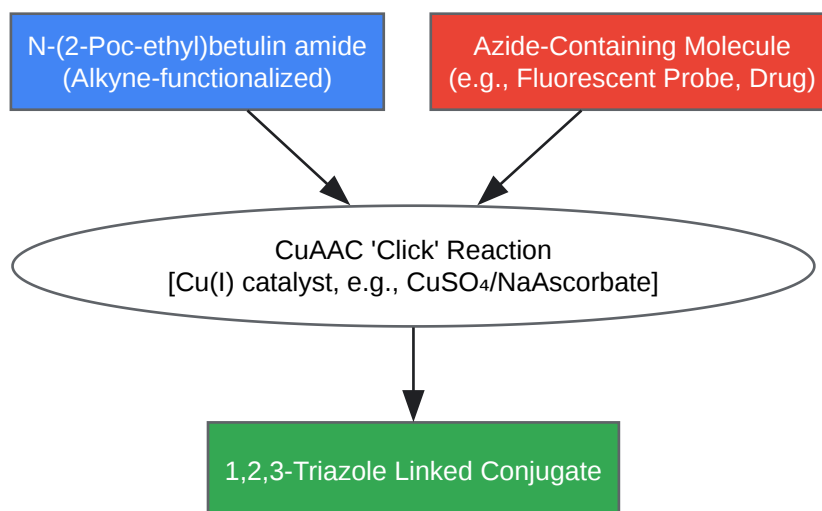 N-(2-Poc-ethyl)betulin amide
(Alkyne-functionalized)
Azide-Containing Molecule
(e.g., Fluorescent Probe, Drug)
CuAAC 'Click' Reaction
[Cu(I) catalyst, e.g., CuSO₄/NaAscorbate]
1,2,3-Triazole Linked Conjugate